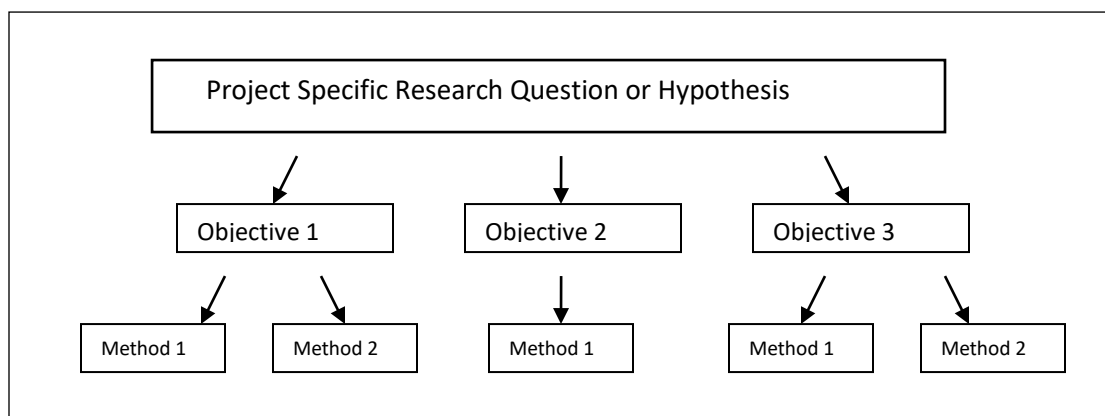 Project Specific Research Question or Hypothesis
Objective 1
Objective 2
Objective 3
Method 1
Method 2
Method 1
Method 1
Method 2